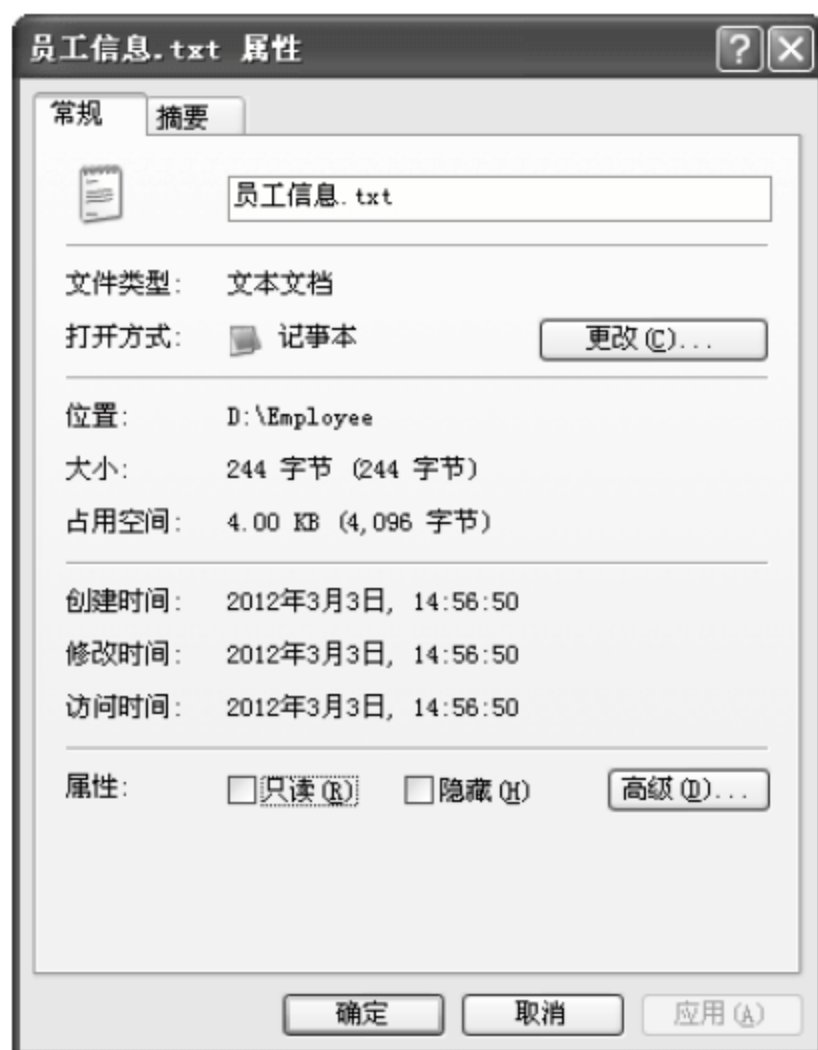 员工信息.txt 属性
常规 摘要
员工信息.txt
文件类型: 文本文档
打开方式: 记事本 更改(C)...
位置: D:\Employee
大小: 244 字节 (244 字节)
占用空间: 4.00 KB (4,096 字节)
创建时间: 2012年3月3日, 14:56:50
修改时间: 2012年3月3日, 14:56:50
访问时间: 2012年3月3日, 14:56:50
属性: 只读(R) 隐藏(H) 高级(D)...
确定 取消 应用(A)